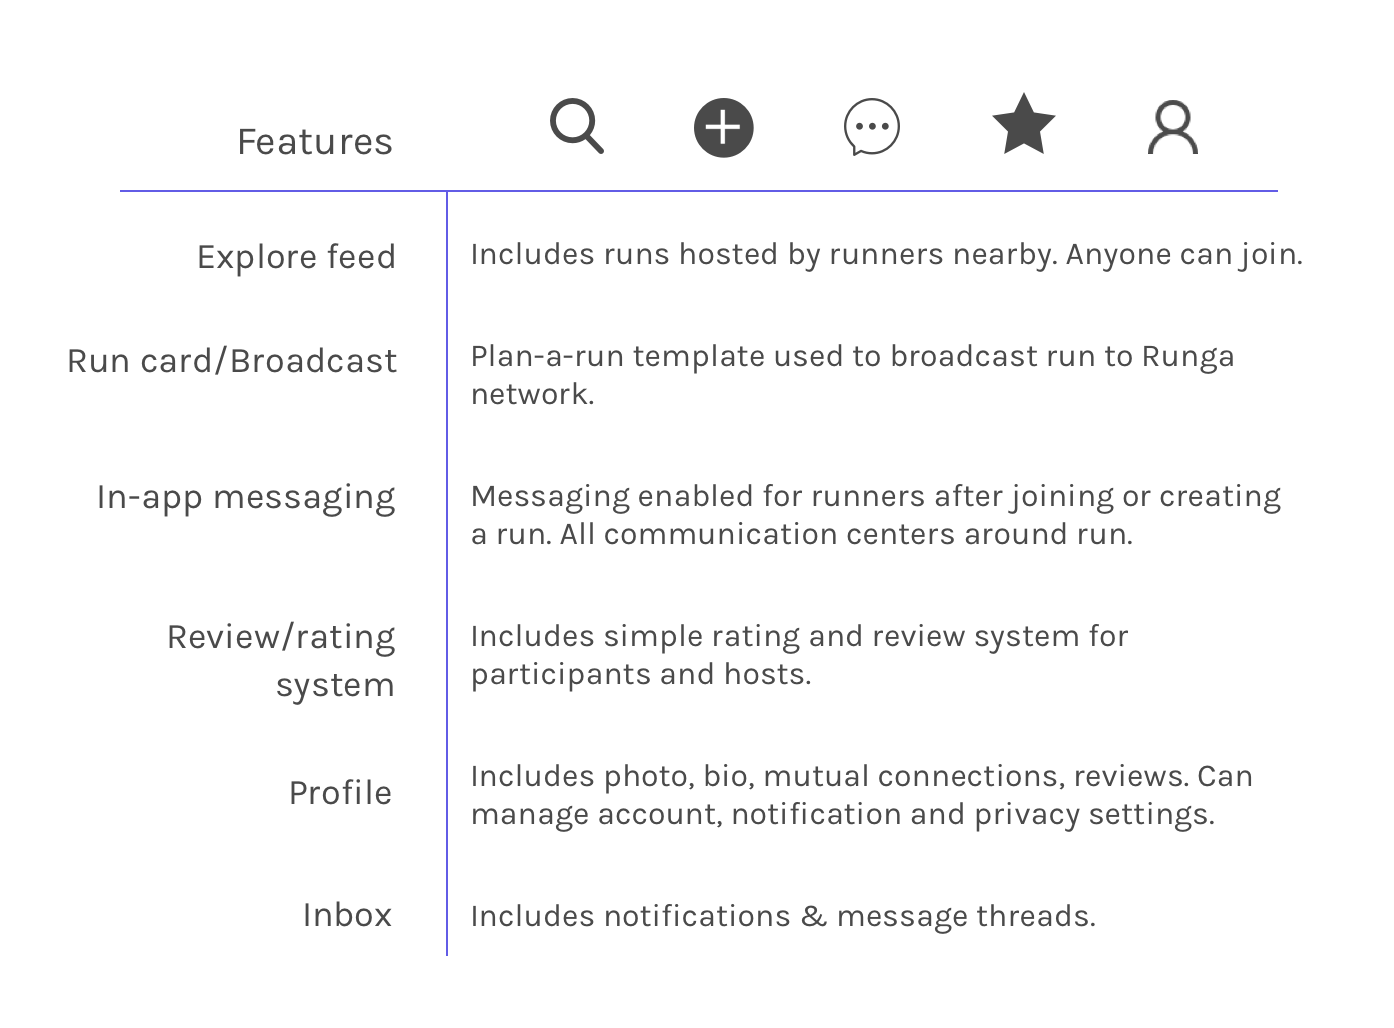 Features
Explore feed
Includes runs hosted by runners nearby. Anyone can join.
Run card/Broadcast
Plan-a-run template used to broadcast run to Runga
network.
In-app messaging
Messaging enabled for runners after joining or creating
a run. All communication centers around run.
Review/rating
system
Includes simple rating and review system for
participants and hosts.
Profile
Includes photo, bio, mutual connections, reviews. Can
manage account, notification and privacy settings.
Inbox
Includes notifications & message threads.